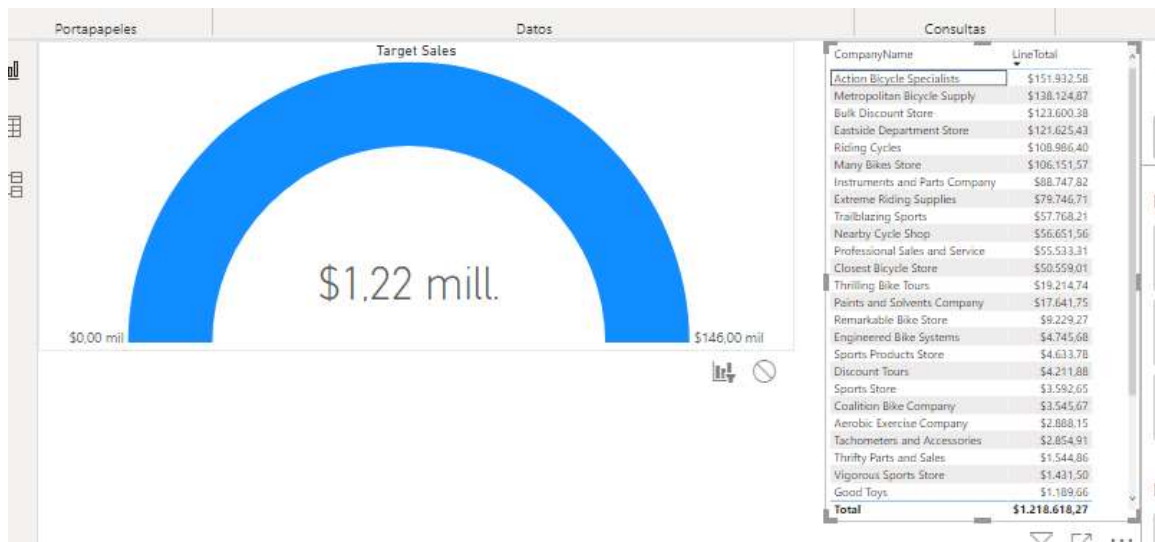 Portapapeles Datos Consultas
Target Sales
$1,22 mill.
$0,00 mil
$146,00 mil
CompanyName LineTotal
Action Bicycle Specialists $151.932,58
Metropolitan Bicycle Supply $138.124,87
Bulk Discount Store $123.600,38
Eastside Department Store $121.625,43
Riding Cycles $108.986,40
Many Bikes Store $106.151,57
Instruments and Parts Company $88.747,82
Extreme Riding Supplies $79.746,71
Trailblazing Sports $57.768,21
Nearby Cycle Shop $56.651,56
Professional Sales and Service $55.533,31
Closest Bicycle Store $50.559,01
Thrilling Bike Tours $19.214,74
Paints and Solvents Company $17.641,75
Remarkable Bike Store $9.229,27
Engineered Bike Systems $4.745,68
Sports Products Store $4.633,78
Discount Tours $4.211,88
Sports Store $3.592,65
Coalition Bike Company $3.545,67
Aerobic Exercise Company $2.888,15
Tachometers and Accessories $2.854,91
Thrifty Parts and Sales $1.544,86
Vigorous Sports Store $1.431,50
Good Toys $1.189,66
Total $1.218.618,27